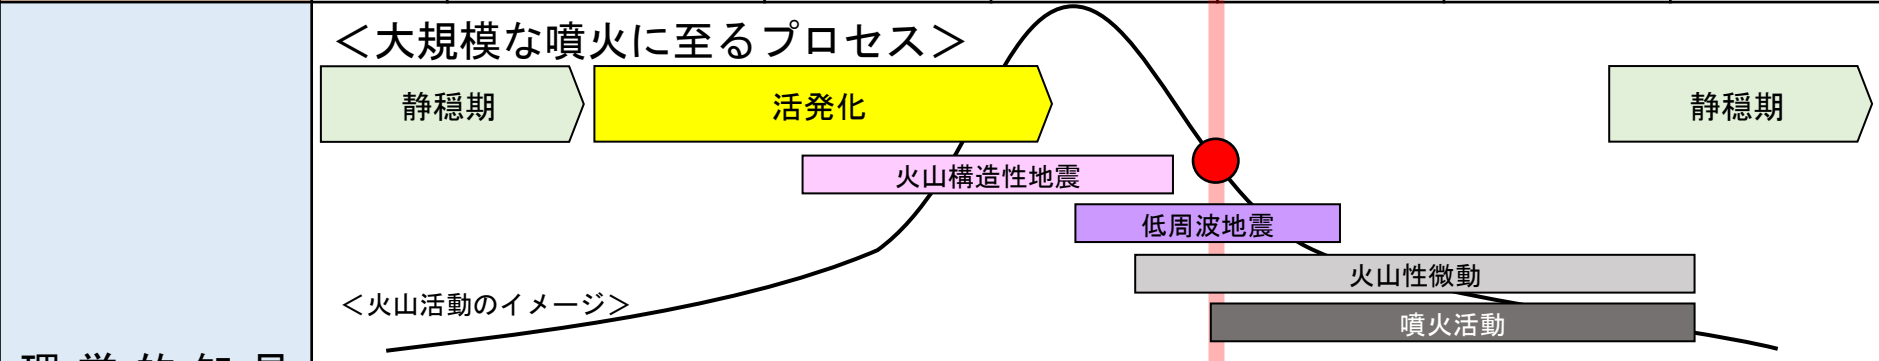 ＜大規模な噴火に至るプロセス＞
静穏期
活発化
静穏期
火山構造性地震
低周波地震
火山性微動
＜火山活動のイメージ＞
噴火活動